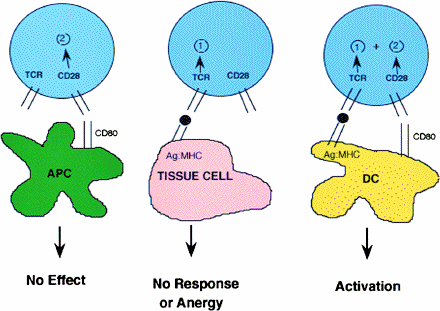 2
TCR CD28
CD80
APC
No Effect
1
TCR CD28
Ag:MHC
TISSUE CELL
No Response
or Anergy
1 + 2
TCR CD28
CD80
Ag:MHC
DC
Activation